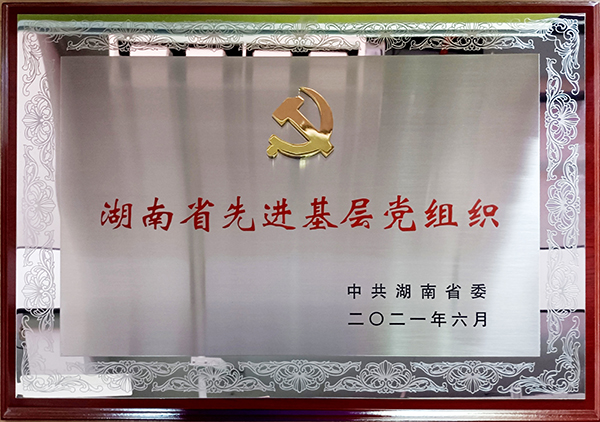 湖南省先进基层党组织
中共湖南省委
二〇二一年六月